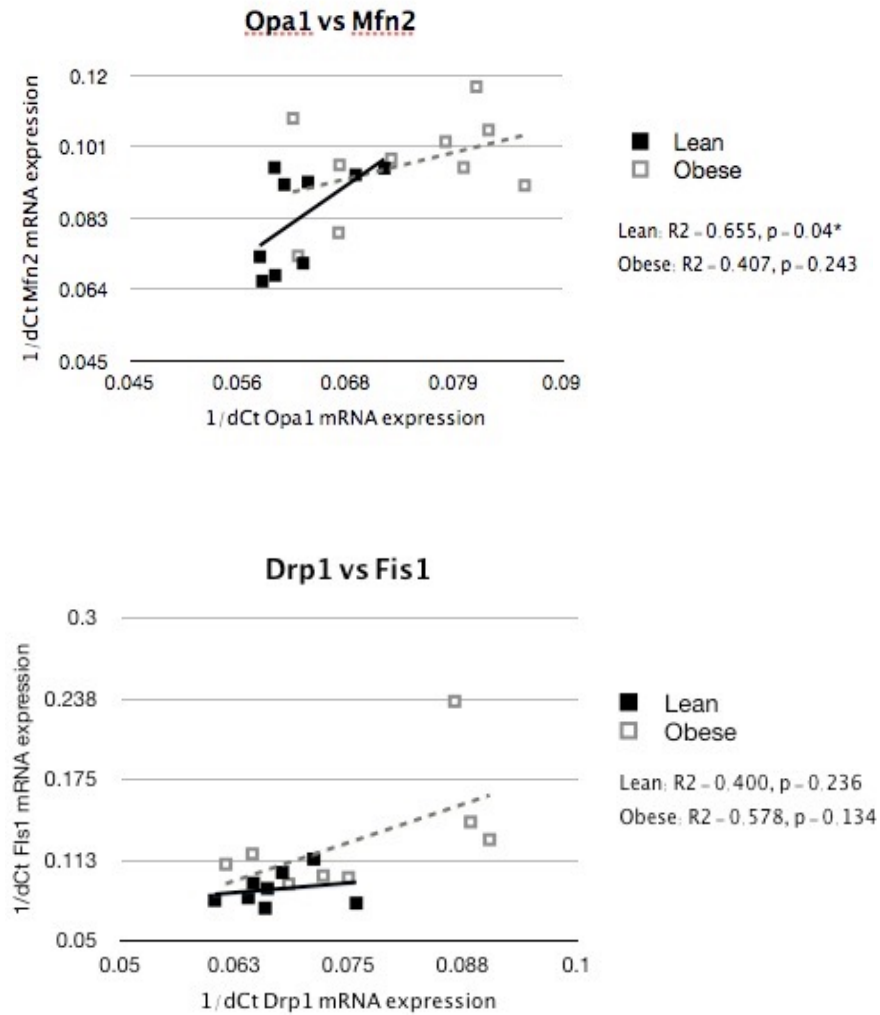 Opa1 vs Mfn2
1/dCt Mfn2 mRNA expression
0.12
0.101
0.083
0.064
0.045
0.045 0.056 0.068 0.079 0.09
1/dCt Opa1 mRNA expression
Lean
Obese
Lean: R2 = 0.655, p = 0.04*
Obese: R2 = 0.407, p = 0.243
Drp1 vs Fis1
1/dCt FIs1 mRNA expression
0.3
0.238
0.175
0.113
0.05
0.05 0.063 0.075 0.088 0.1
1/dCt Drp1 mRNA expression
Lean
Obese
Lean: R2 = 0.400, p = 0.236
Obese: R2 = 0.578, p = 0.134